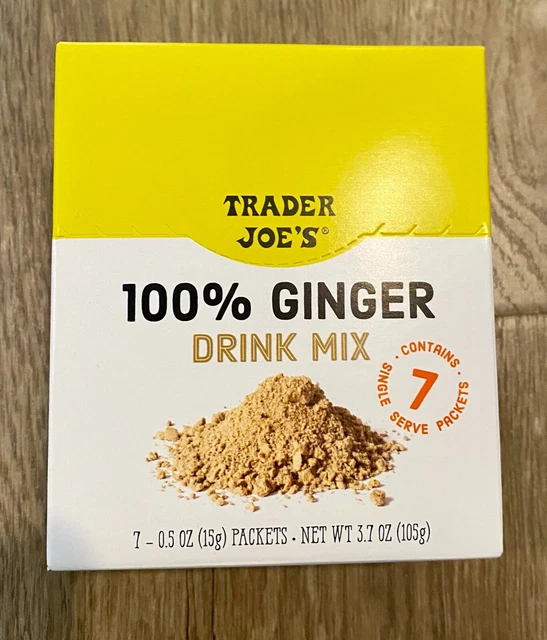 TRADER
JOE'S®
100% GINGER
DRINK MIX
· CONTAINS ·
7
SINGLE SERVE PACKETS
7 – 0.5 OZ (15g) PACKETS • NET WT 3.7 OZ (105g)